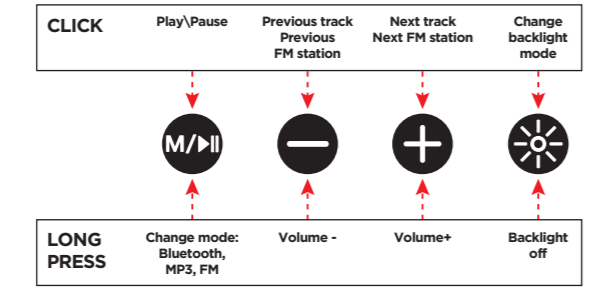 CLICK
Play\Pause
Previous track
Previous
FM station
Next track
Next FM station
Change
backlight
mode
M/▶II
LONG
PRESS
Change mode:
Bluetooth,
MP3, FM
Volume -
Volume+
Backlight
off